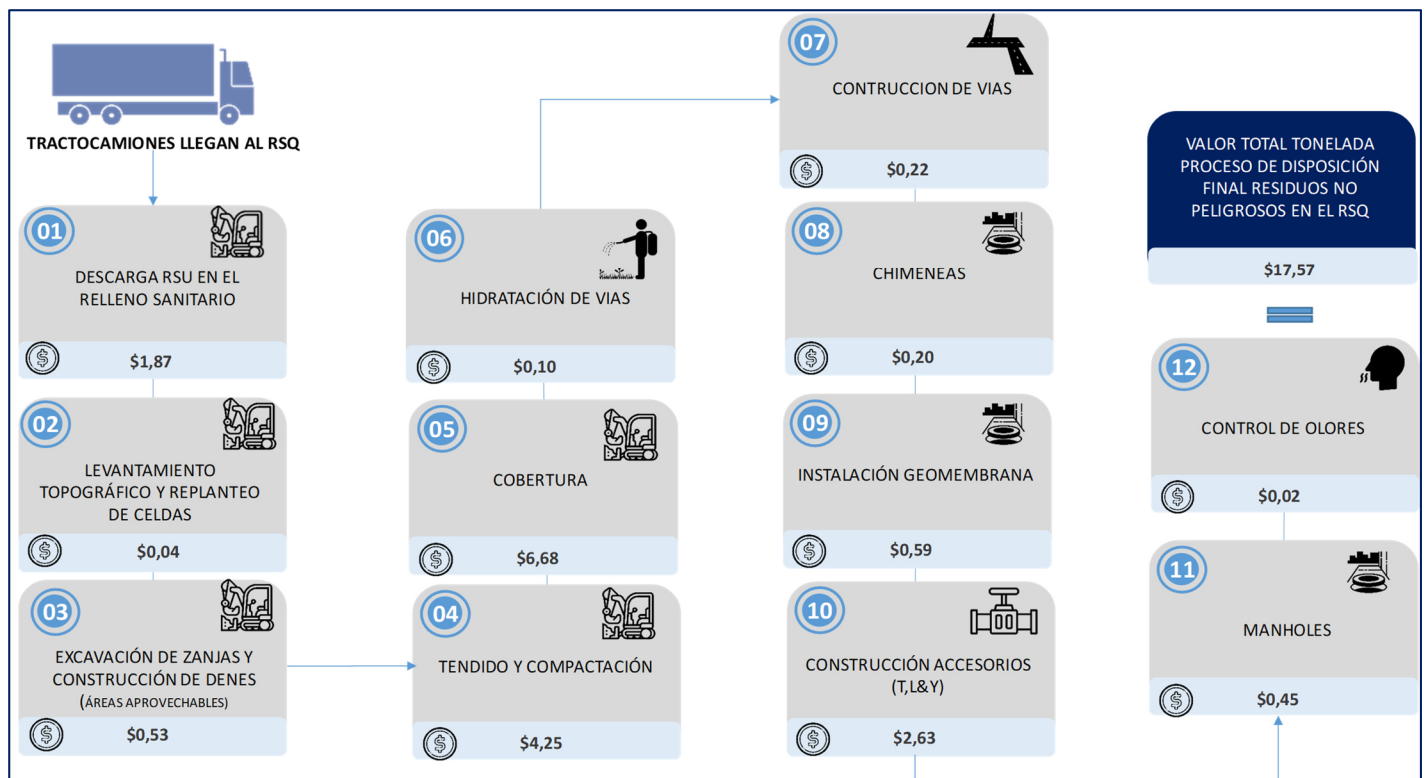 TRACTOCAMIONES LLEGAN AL RSQ
01
DESCARGA RSU EN EL
RELLENO SANITARIO
$1,87
02
LEVANTAMIENTO
TOPOGRÁFICO Y REPLANTEO
DE CELDAS
$0,04
03
EXCAVACIÓN DE ZANJAS Y
CONSTRUCCIÓN DE DENES
(ÁREAS APROVECHABLES)
$0,53
04
TENDIDO Y COMPACTACIÓN
$4,25
05
COBERTURA
$6,68
06
HIDRATACIÓN DE VIAS
$0,10
07
CONTRUCCION DE VIAS
$0,22
08
CHIMENEAS
$0,20
09
INSTALACIÓN GEOMEMBRANA
$0,59
10
CONSTRUCCIÓN ACCESORIOS
(T,L&Y)
$2,63
11
MANHOLES
$0,45
12
CONTROL DE OLORES
$0,02
VALOR TOTAL TONELADA
PROCESO DE DISPOSICIÓN
FINAL RESIDUOS NO
PELIGROSOS EN EL RSQ
$17,57